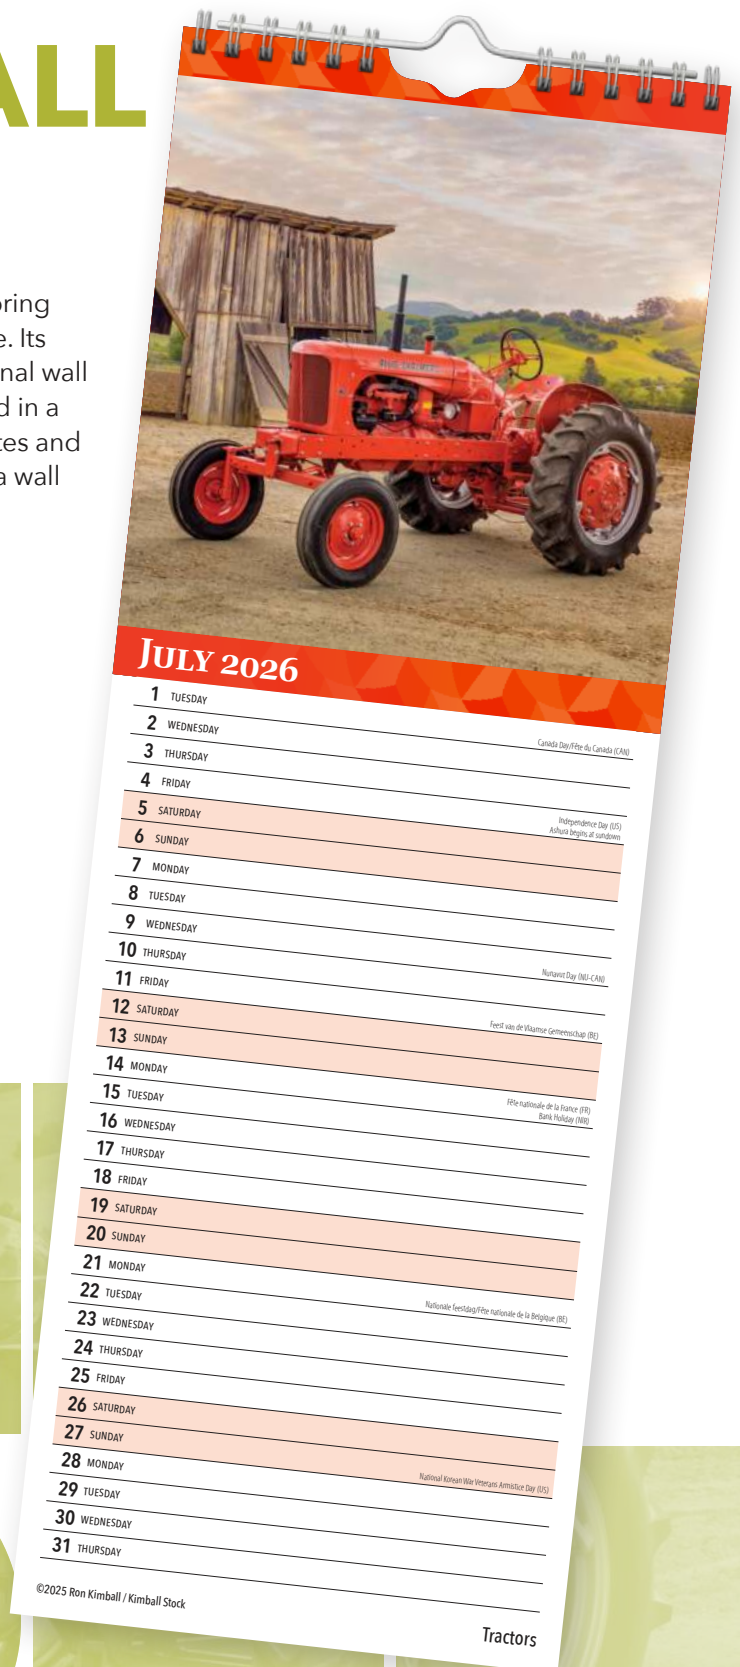 ALL
oring
e. Its
nal wall
d in a
tes and
a wall
ALLIS-CHALMERS
JULY 2026
1 TUESDAY
Canada Day/Fête du Canada (CAN)
2 WEDNESDAY
3 THURSDAY
4 FRIDAY
Independence Day (US)
Ashura begins at sundown
5 SATURDAY
6 SUNDAY
7 MONDAY
8 TUESDAY
9 WEDNESDAY
Nunavut Day (NU-CAN)
10 THURSDAY
11 FRIDAY
Feest van de Vlaamse Gemeenschap (BE)
12 SATURDAY
13 SUNDAY
14 MONDAY
Fête nationale de la France (FR)
Bank Holiday (NIR)
15 TUESDAY
16 WEDNESDAY
17 THURSDAY
18 FRIDAY
19 SATURDAY
20 SUNDAY
21 MONDAY
Nationale feestdag/Fête nationale de la Belgique (BE)
22 TUESDAY
23 WEDNESDAY
24 THURSDAY
25 FRIDAY
26 SATURDAY
27 SUNDAY
National Korean War Veterans Armistice Day (US)
28 MONDAY
29 TUESDAY
30 WEDNESDAY
31 THURSDAY
©2025 Ron Kimball / Kimball Stock
Tractors